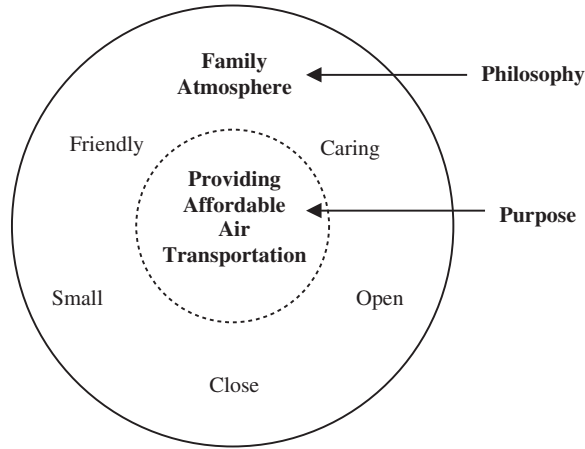 Family
Atmosphere
Philosophy
Friendly
Caring
Providing
Affordable
Air
Transportation
Purpose
Small
Open
Close